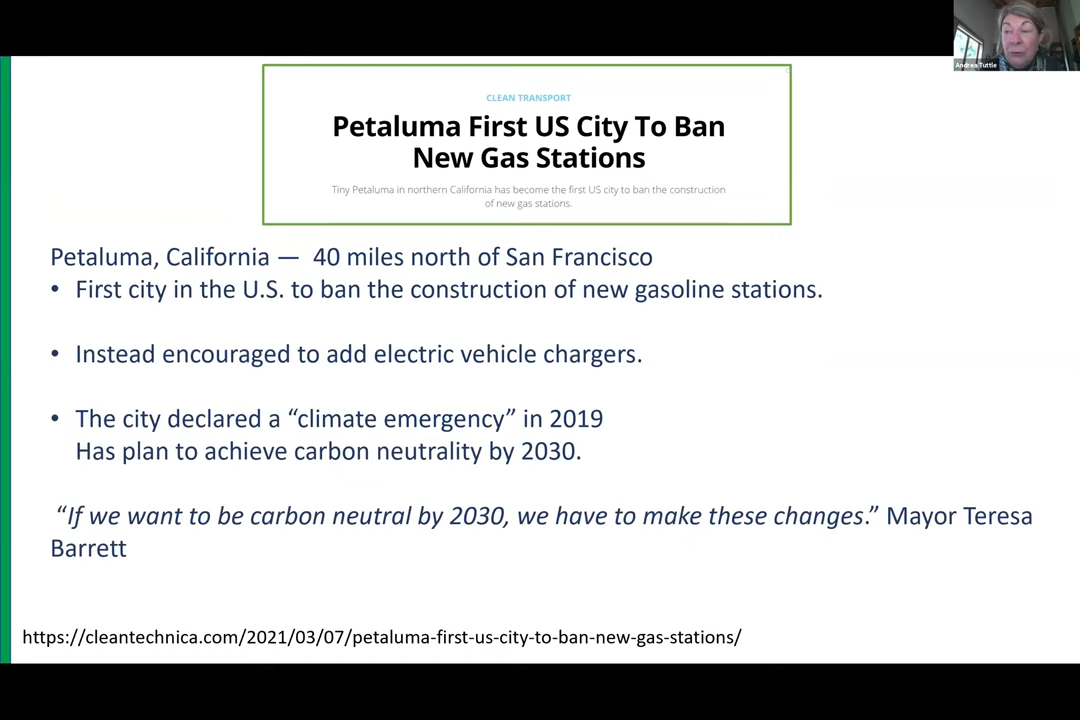 Andrea Tuttle
CLEAN TRANSPORT
Petaluma First US City To Ban
New Gas Stations
Tiny Petaluma in northern California has become the first US city to ban the construction
of new gas stations.
Petaluma, California — 40 miles north of San Francisco
• First city in the U.S. to ban the construction of new gasoline stations.
• Instead encouraged to add electric vehicle chargers.
• The city declared a “climate emergency” in 2019
Has plan to achieve carbon neutrality by 2030.
“If we want to be carbon neutral by 2030, we have to make these changes.” Mayor Teresa
Barrett
https://cleantechnica.com/2021/03/07/petaluma-first-us-city-to-ban-new-gas-stations/